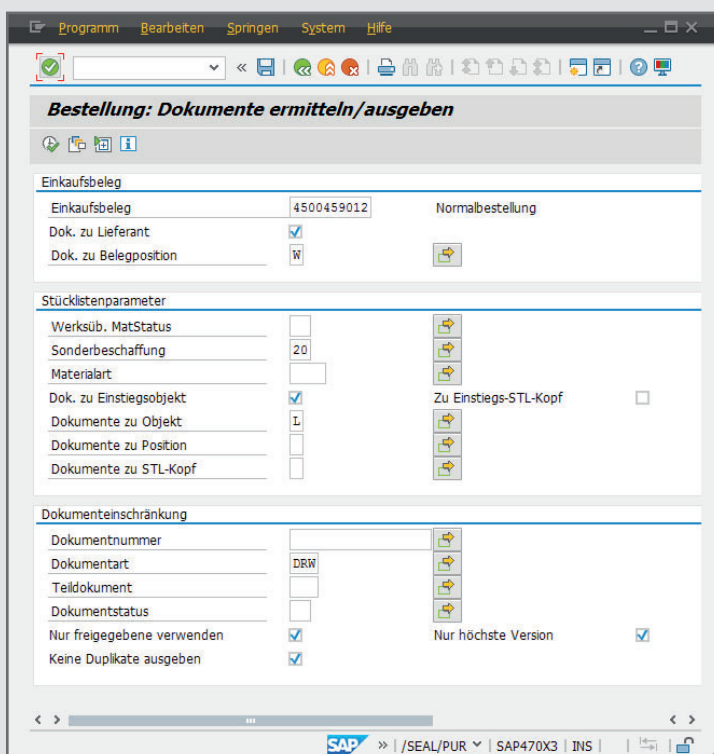 Programm Bearbeiten Springen System Hilfe
Bestellung: Dokumente ermitteln/ausgeben
Einkaufsbeleg
Einkaufsbeleg 4500459012 Normalbestellung
Dok. zu Lieferant
Dok. zu Belegposition W
Stücklistenparameter
Werksüb. MatStatus
Sonderbeschaffung 20
Materialart
Dok. zu Einstiegsobjekt Zu Einstiegs-STL-Kopf
Dokumente zu Objekt L
Dokumente zu Position
Dokumente zu STL-Kopf
Dokumenteinschränkung
Dokumentnummer
Dokumentart DRW
Teildokument
Dokumentstatus
Nur freigegebene verwenden Nur höchste Version
Keine Duplikate ausgeben
SAP » | /SEAL/PUR | SAP470X3 | INS